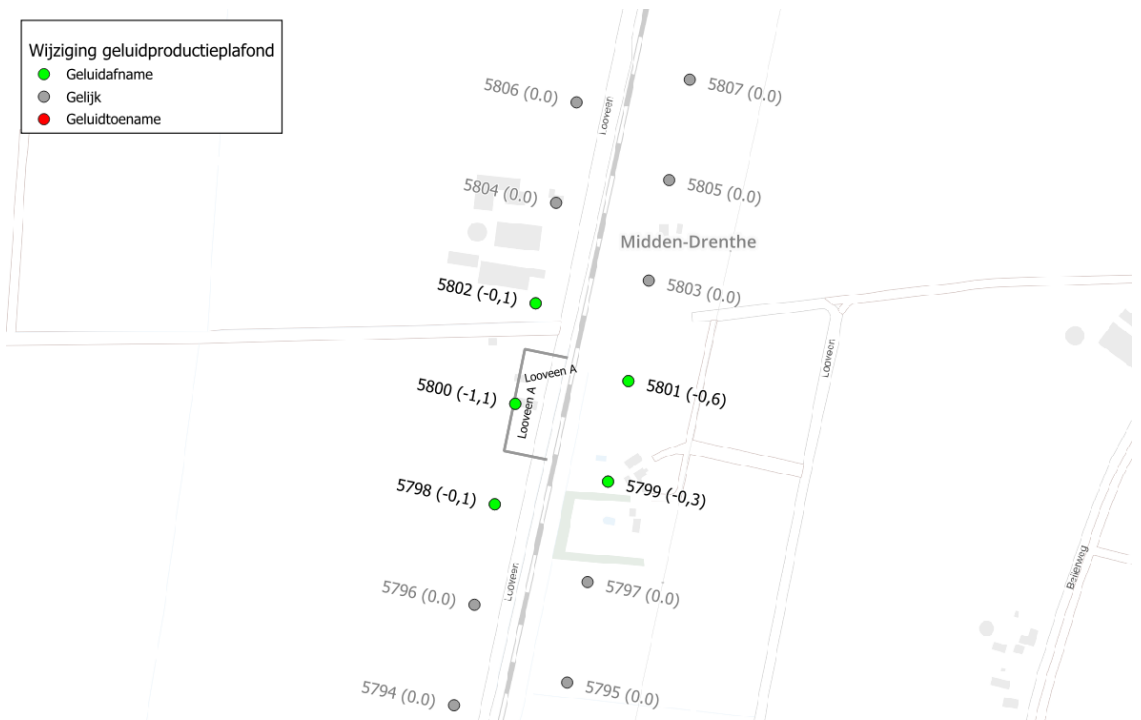 Wijziging geluidproductieplafond
Geluidafname
Gelijk
Geluidtoename
5806 (0.0)
5807 (0.0)
Looveen
5804 (0.0)
5805 (0.0)
Midden-Drenthe
5802 (-0,1)
5803 (0.0)
Looveen
Looveen A
5800 (-1,1)
Looveen A
5801 (-0,6)
5798 (-0,1)
5799 (-0,3)
Looveen
Beilerweg
5796 (0.0)
5797 (0.0)
5794 (0.0)
5795 (0.0)